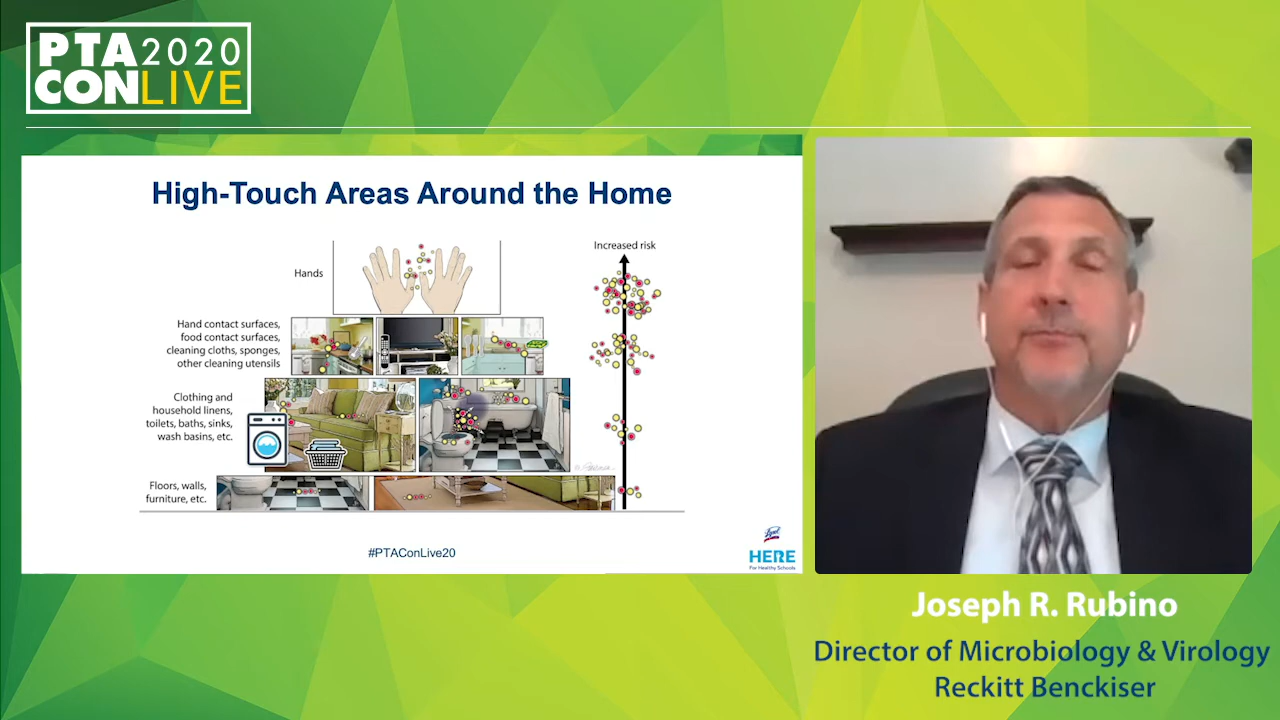 PTA2020
CONLIVE
High-Touch Areas Around the Home
Increased risk
Hands
Hand contact surfaces,
food contact surfaces,
cleaning cloths, sponges,
other cleaning utensils
Clothing and
household linens,
toilets, baths, sinks,
wash basins, etc.
Floors, walls,
furniture, etc.
#PTAConLive20
Lysol
HERE
For Healthy Schools
Joseph R. Rubino
Director of Microbiology & Virology
Reckitt Benckiser